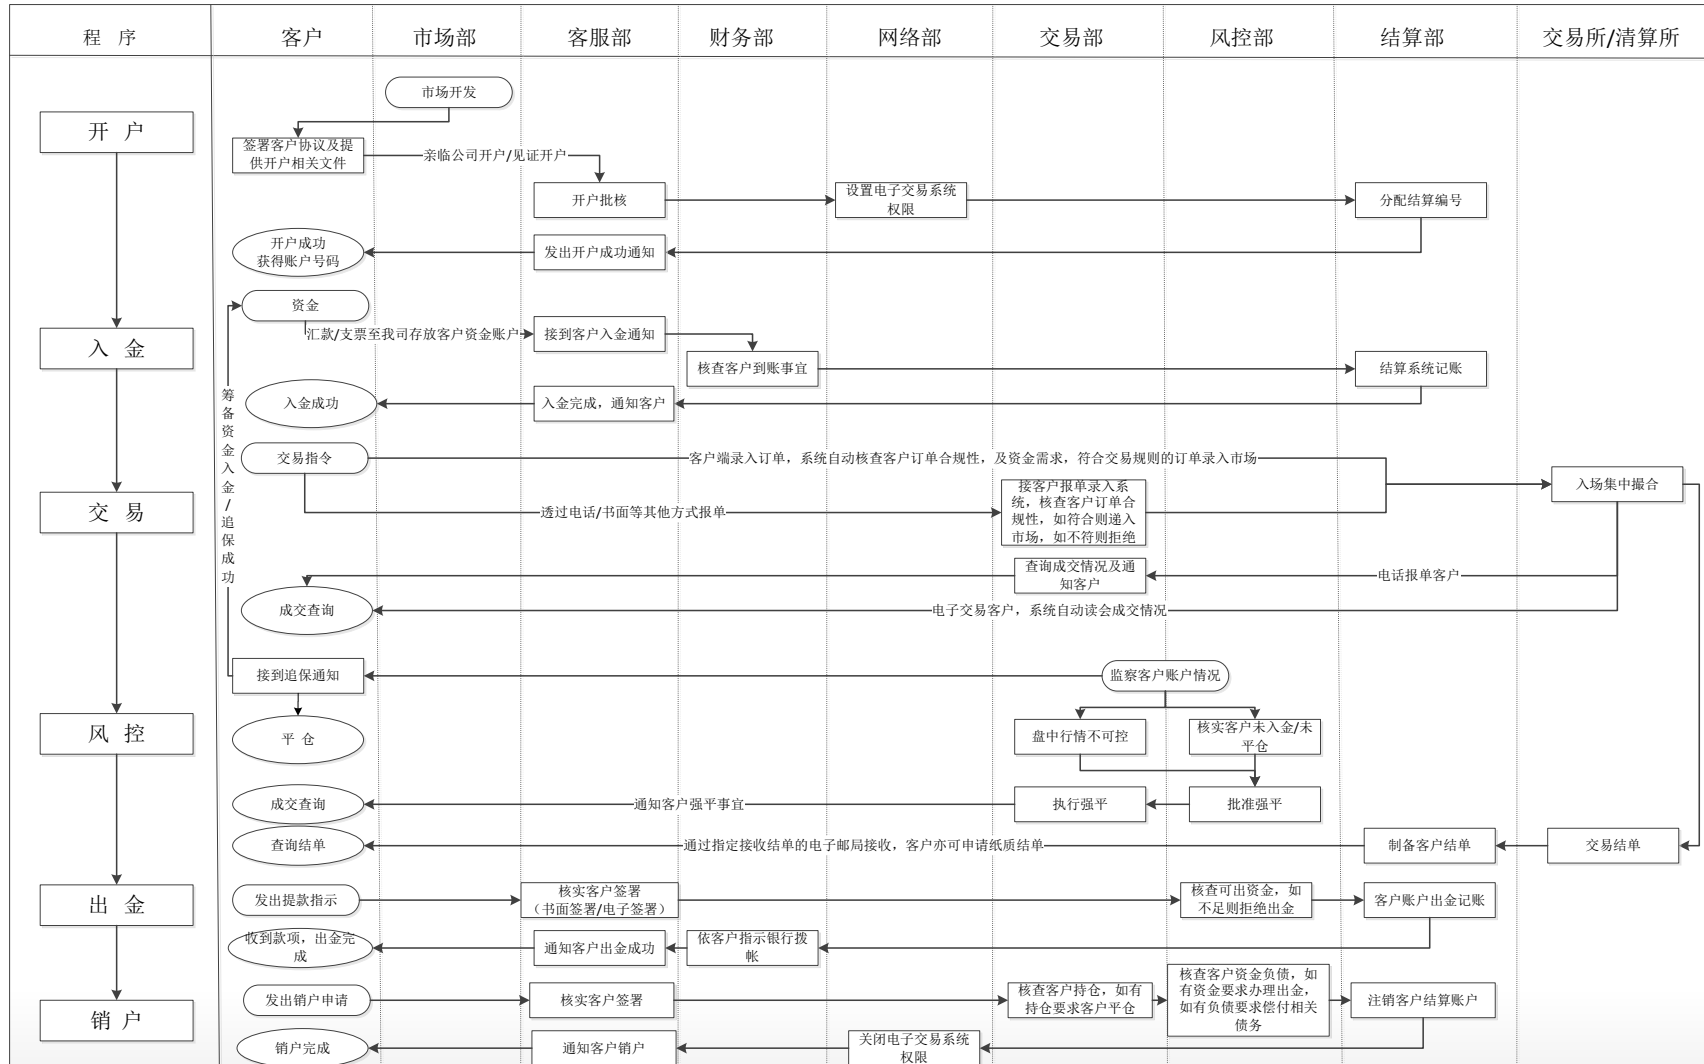 程 序
客户
市场部
客服部
财务部
网络部
交易部
风控部
结算部
交易所/清算所
市场开发
开 户
签署客户协议及提
供开户相关文件
亲临公司开户/见证开户
开户批核
设置电子交易系统
权限
分配结算编号
开户成功
获得账户号码
发出开户成功通知
资金
汇款/支票至我司存放客户资金账户
接到客户入金通知
入 金
核查客户到账事宜
结算系统记账
入金成功
入金完成，通知客户
筹备资金入金/追保成功
交易指令
客户端录入订单，系统自动核查客户订单合规性，及资金需求，符合交易规则的订单录入市场
入场集中撮合
交 易
透过电话/书面等其他方式报单
接客户报单录入系
统，核查客户订单合
规性，如符合则递入
市场，如不符则拒绝
查询成交情况及通
知客户
电话报单客户
成交查询
电子交易客户，系统自动读会成交情况
接到追保通知
监察客户账户情况
风 控
平 仓
盘中行情不可控
核实客户未入金/未
平仓
成交查询
通知客户强平事宜
执行强平
批准强平
查询结单
通过指定接收结单的电子邮局接收，客户亦可申请纸质结单
制备客户结单
交易结单
出 金
发出提款指示
核实客户签署
（书面签署/电子签署）
核查可出资金，如
不足则拒绝出金
客户账户出金记账
收到款项，出金完
成
通知客户出金成功
依客户指示银行拨
帐
销 户
发出销户申请
核实客户签署
核查客户持仓，如有
持仓要求客户平仓
核查客户资金负债，如
有资金要求办理出金，
如有负债要求偿付相关
债务
注销客户结算账户
销户完成
通知客户销户
关闭电子交易系统
权限